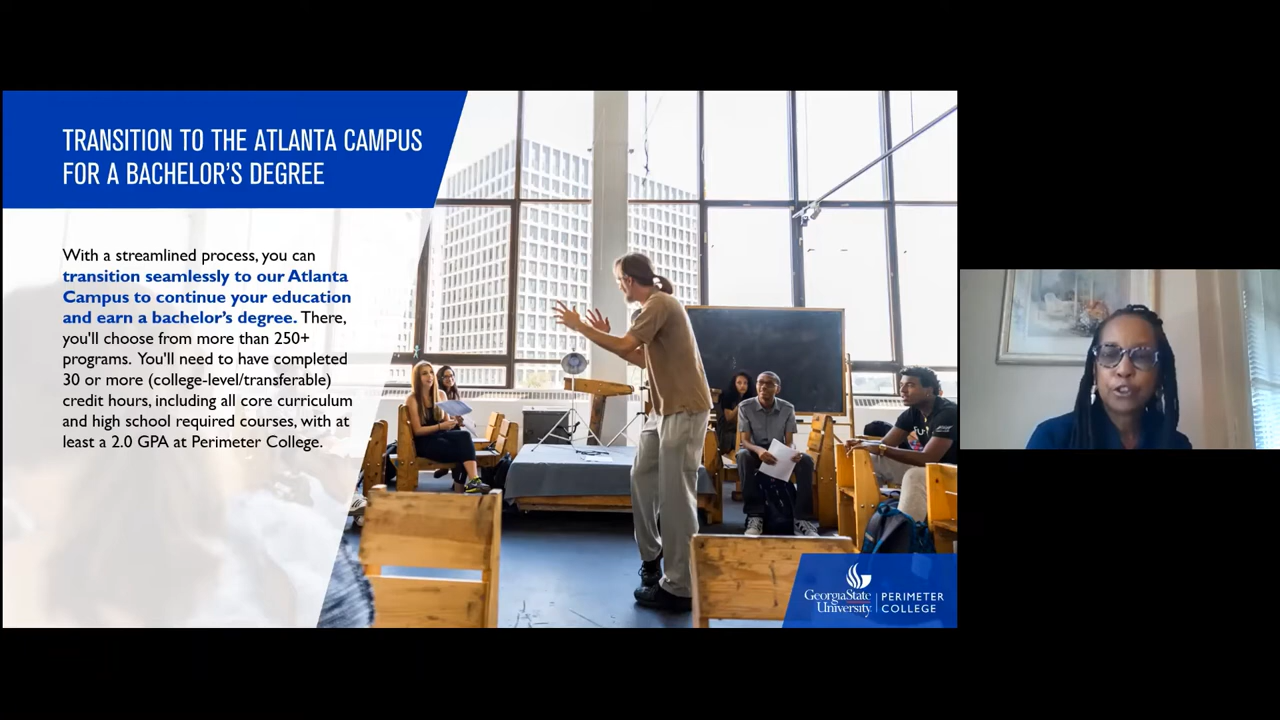 TRANSITION TO THE ATLANTA CAMPUS
FOR A BACHELOR'S DEGREE
With a streamlined process, you can
transition seamlessly to our Atlanta
Campus to continue your education
and earn a bachelor's degree. There,
you'll choose from more than 250+
programs. You'll need to have completed
30 or more (college-level/transferable)
credit hours, including all core curriculum
and high school required courses, with at
least a 2.0 GPA at Perimeter College.
GeorgiaState
University
PERIMETER
COLLEGE